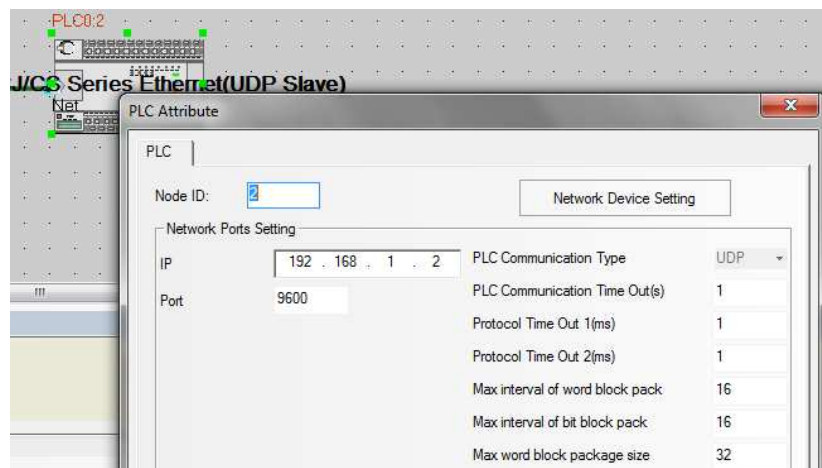 PLC0:2
J/CS Series Ethernet(UDP Slave)
Net
PLC Attribute
PLC
Node ID: 2
Network Device Setting
Network Ports Setting
IP 192 . 168 . 1 . 2
Port 9600
PLC Communication Type UDP
PLC Communication Time Out(s) 1
Protocol Time Out 1(ms) 1
Protocol Time Out 2(ms) 1
Max interval of word block pack 16
Max interval of bit block pack 16
Max word block package size 32